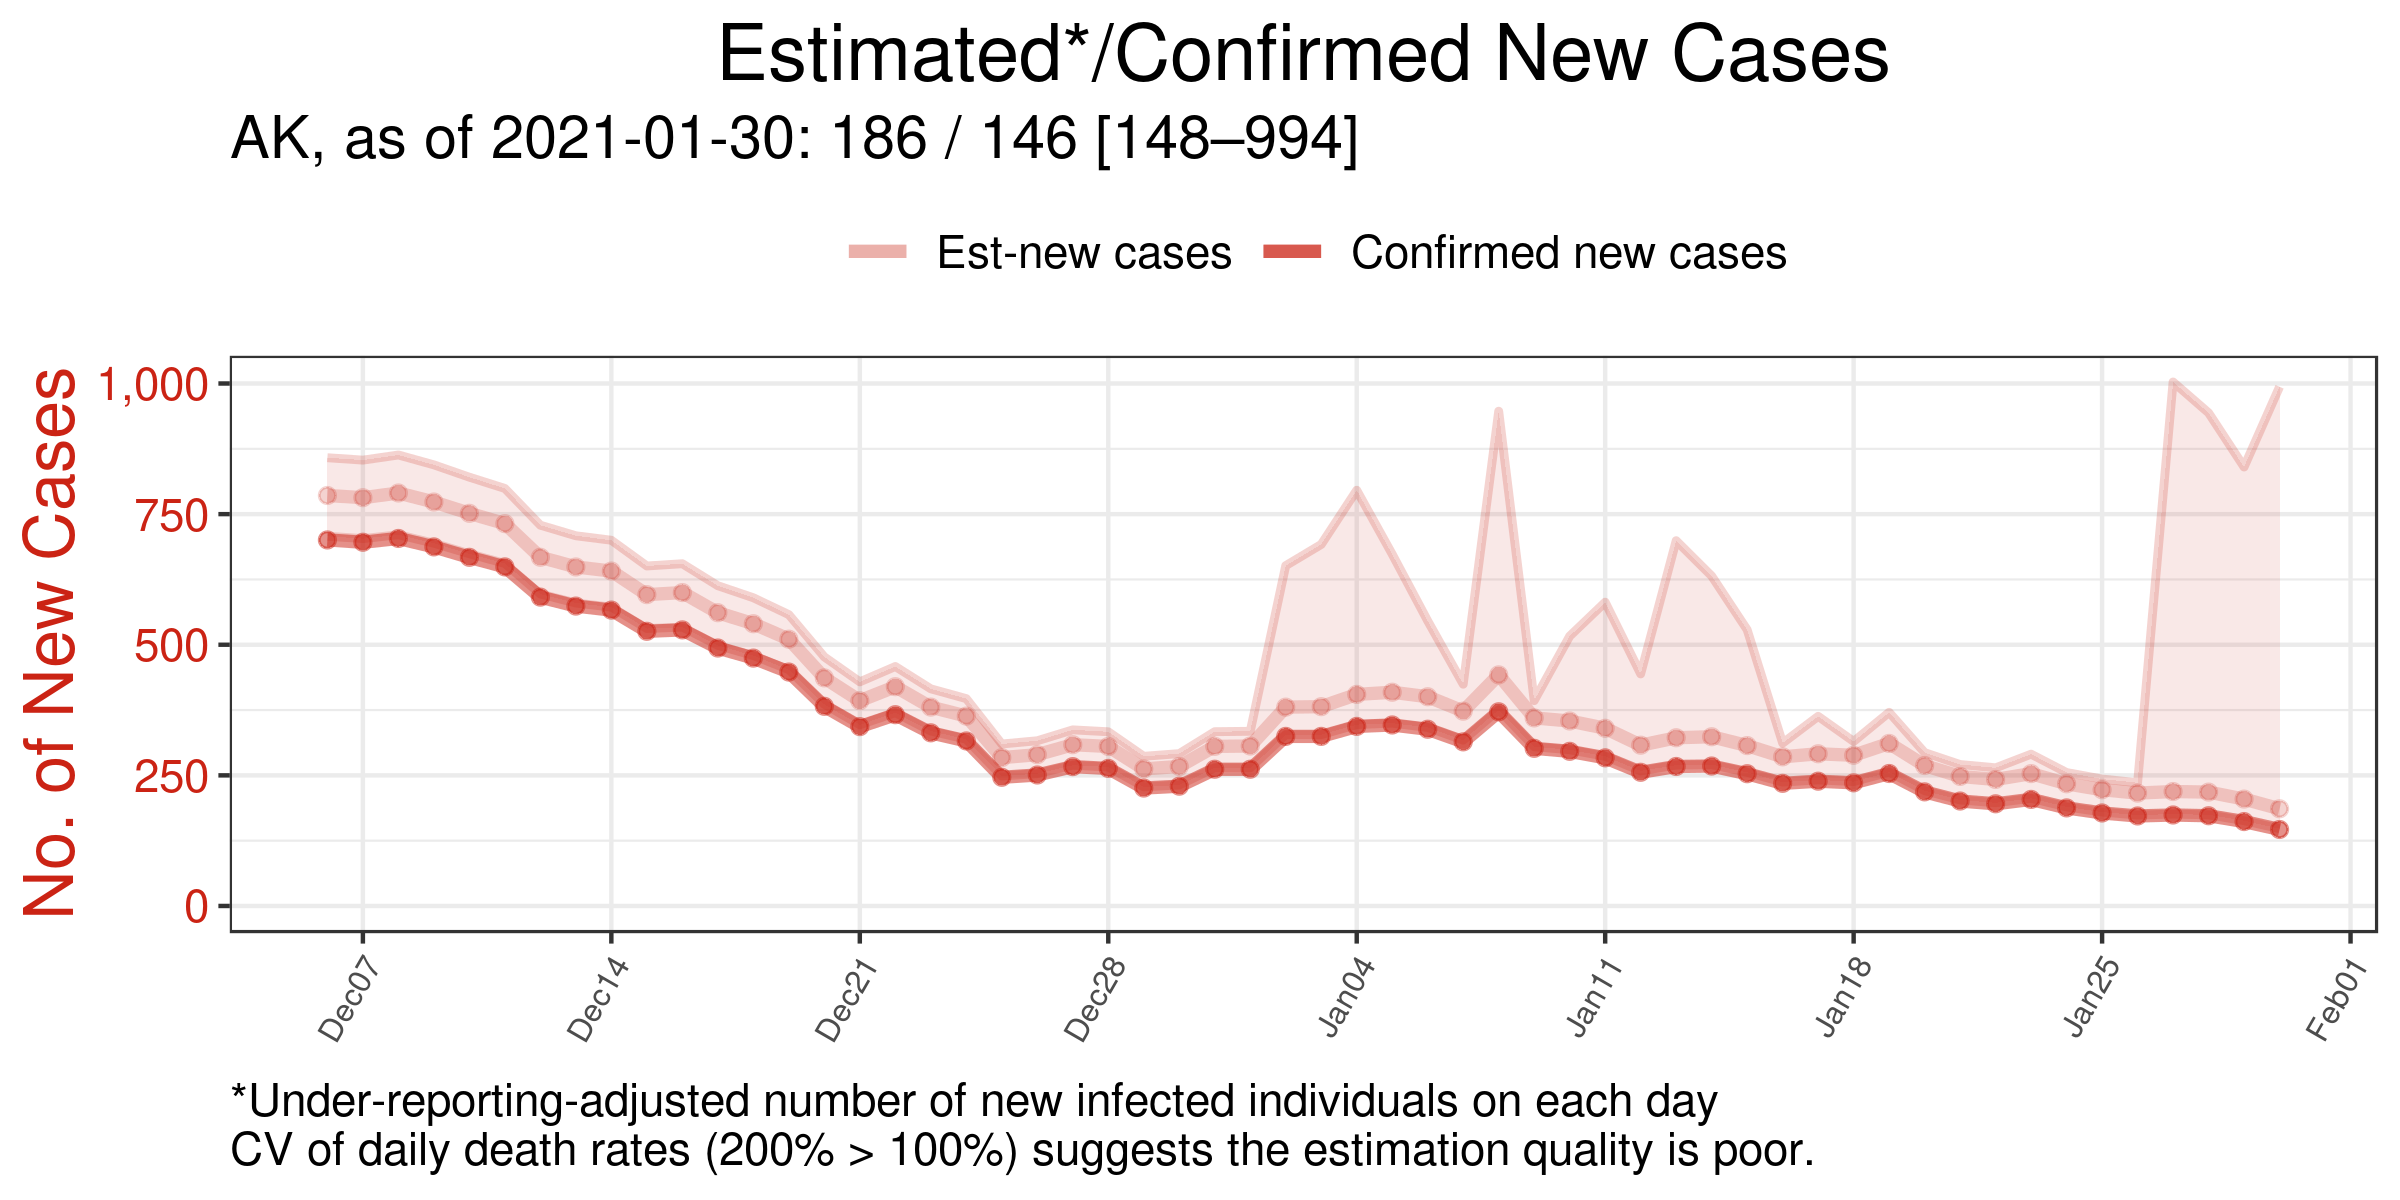 Estimated*/Confirmed New Cases
AK, as of 2021-01-30: 186 / 146 [148–994]
Est-new cases Confirmed new cases
No. of New Cases
1,000
750
500
250
0
Dec07 Dec14 Dec21 Dec28 Jan04 Jan11 Jan18 Jan25 Feb01
*Under-reporting-adjusted number of new infected individuals on each day
CV of daily death rates (200% > 100%) suggests the estimation quality is poor.